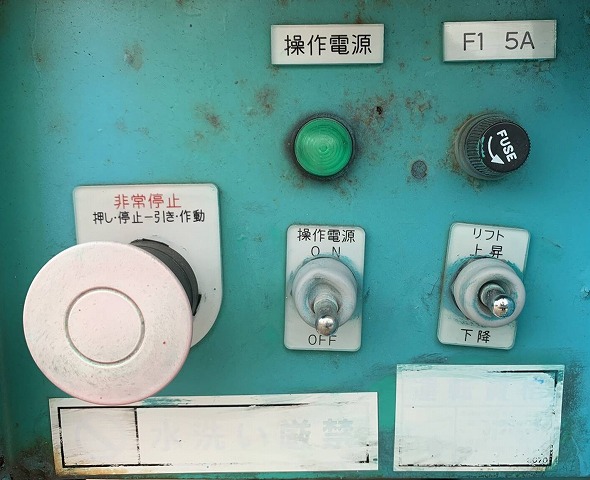 操作電源
F1 5A
FUSE
非常停止
押し・停止ー引き・作動
操作電源
ON
OFF
リフト
上昇
下降
水洗い厳禁